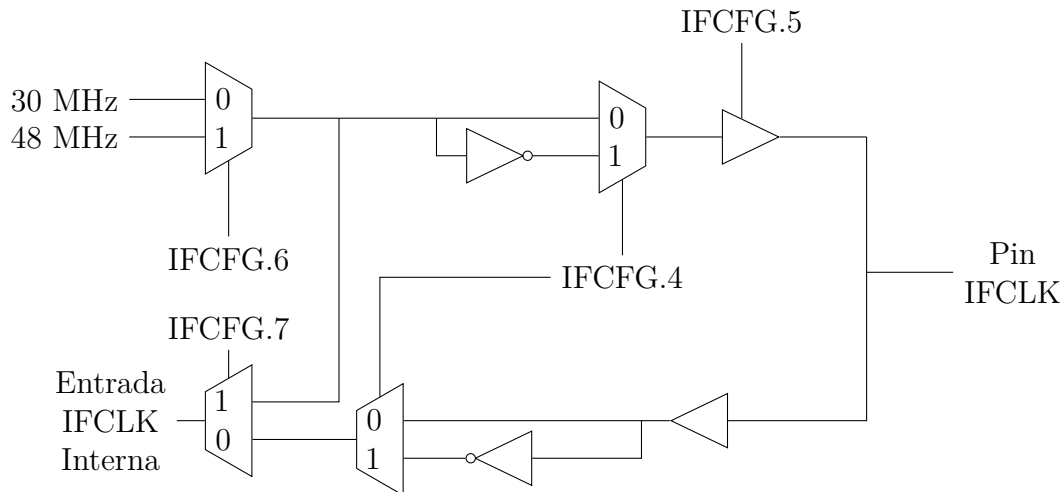 IFCFG.5
30 MHz
0
48 MHz
1
0
1
IFCFG.6
IFCFG.4
Pin
IFCLK
IFCFG.7
Entrada
IFCLK
Interna
1
0
0
1